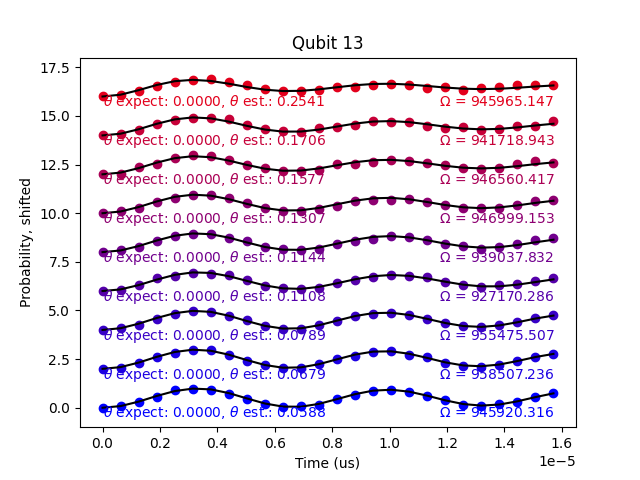 Qubit 13
Probability, shifted
17.5
15.0
12.5
10.0
7.5
5.0
2.5
0.0
θ expect: 0.0000, θ est.: 0.2541 Ω = 945965.147
θ expect: 0.0000, θ est.: 0.1706 Ω = 941718.943
θ expect: 0.0000, θ est.: 0.1577 Ω = 946560.417
θ expect: 0.0000, θ est.: 0.1307 Ω = 946999.153
θ expect: 0.0000, θ est.: 0.1144 Ω = 939037.832
θ expect: 0.0000, θ est.: 0.1108 Ω = 927170.286
θ expect: 0.0000, θ est.: 0.0789 Ω = 955475.507
θ expect: 0.0000, θ est.: 0.0679 Ω = 958507.236
θ expect: 0.0000, θ est.: 0.0588 Ω = 945920.316
0.0 0.2 0.4 0.6 0.8 1.0 1.2 1.4 1.6
1e−5
Time (us)